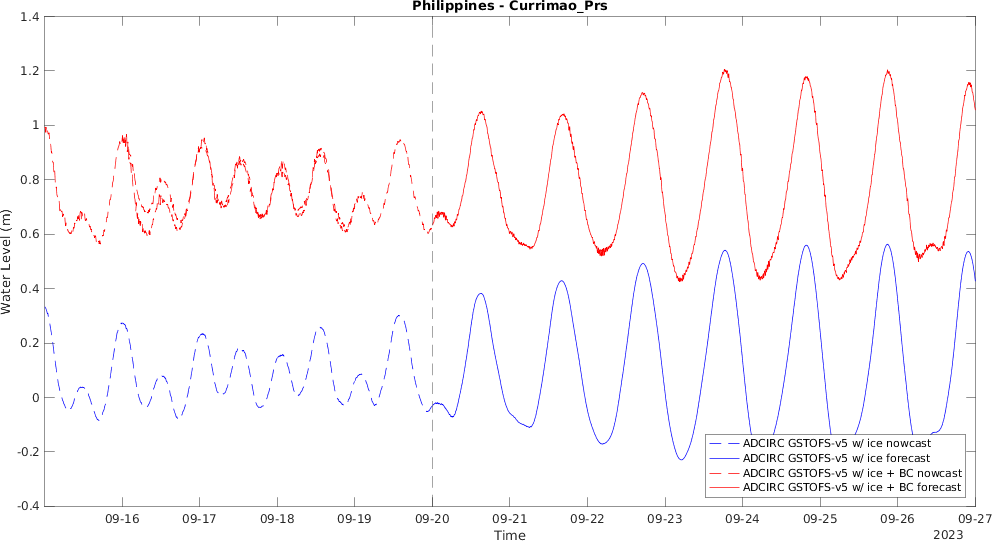 Philippines - Currimao_Prs
1.4
1.2
1
0.8
0.6
0.4
0.2
0
-0.2
-0.4
Water Level (m)
ADCIRC GSTOFS-v5 w/ ice nowcast
ADCIRC GSTOFS-v5 w/ ice forecast
ADCIRC GSTOFS-v5 w/ ice + BC nowcast
ADCIRC GSTOFS-v5 w/ ice + BC forecast
09-16 09-17 09-18 09-19 09-20 09-21 09-22 09-23 09-24 09-25 09-26 09-27
Time
2023